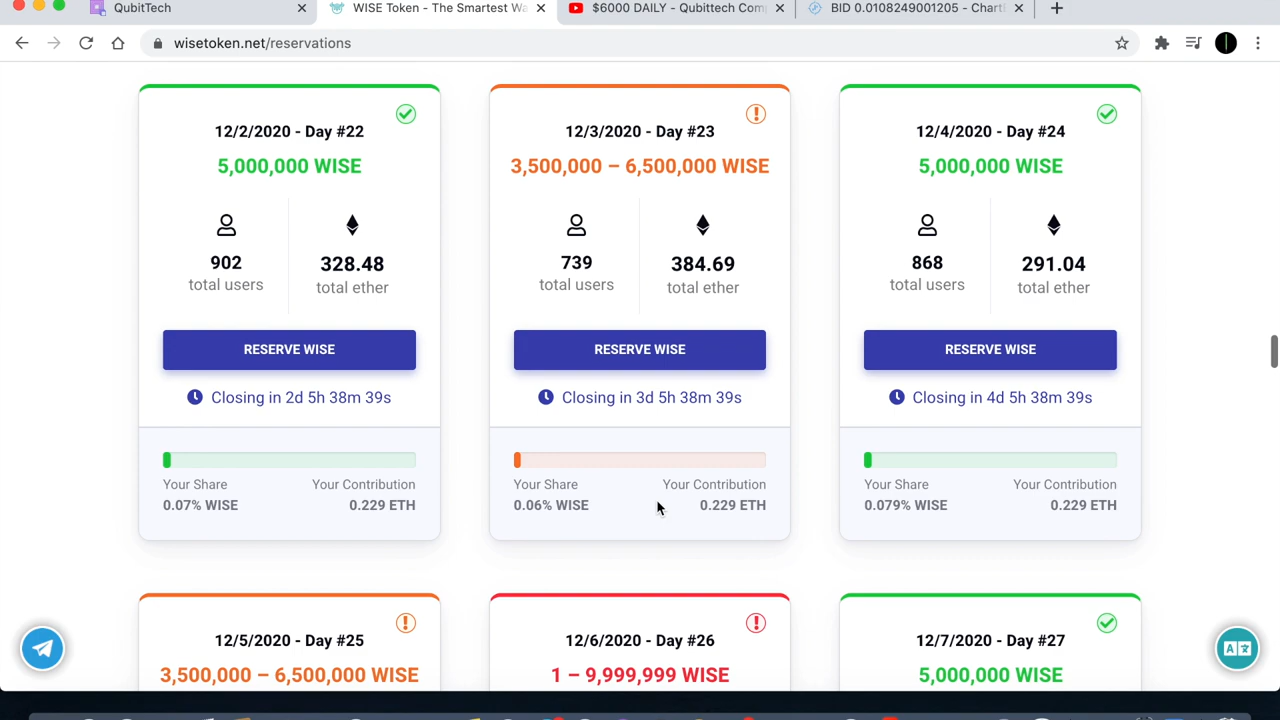 QubitTech
WISE Token - The Smartest Wa
$6000 DAILY - Qubittech Comp
BID 0.0108249001205 - Charti
wisetoken.net/reservations
12/2/2020 - Day #22
5,000,000 WISE
902
total users
328.48
total ether
RESERVE WISE
Closing in 2d 5h 38m 39s
Your Share
Your Contribution
0.07% WISE
0.229 ETH
12/3/2020 - Day #23
3,500,000 – 6,500,000 WISE
739
total users
384.69
total ether
RESERVE WISE
Closing in 3d 5h 38m 39s
Your Share
Your Contribution
0.06% WISE
0.229 ETH
12/4/2020 - Day #24
5,000,000 WISE
868
total users
291.04
total ether
RESERVE WISE
Closing in 4d 5h 38m 39s
Your Share
Your Contribution
0.079% WISE
0.229 ETH
12/5/2020 - Day #25
3,500,000 – 6,500,000 WISE
12/6/2020 - Day #26
1 – 9,999,999 WISE
12/7/2020 - Day #27
5,000,000 WISE